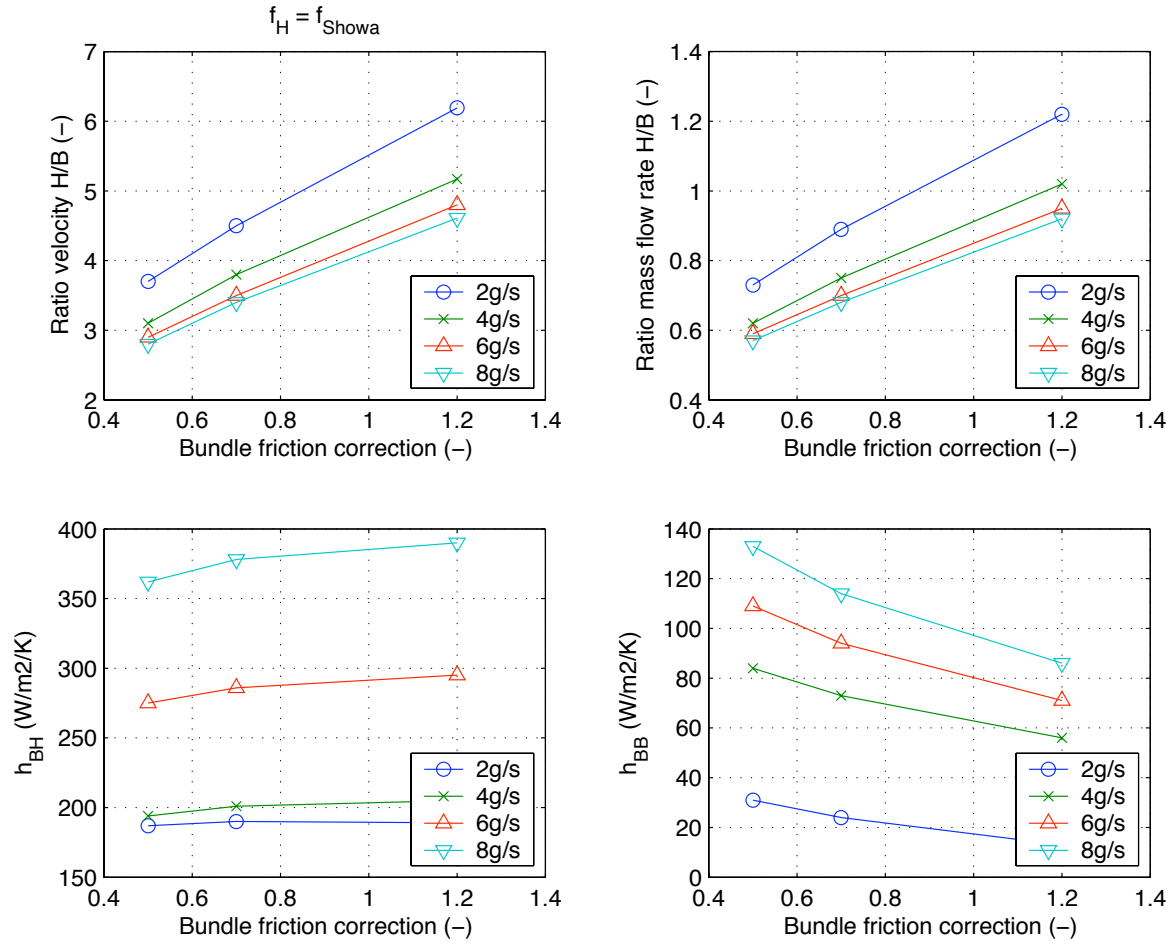 f_H = f_Showa
7
6
5
4
3
2
Ratio velocity H/B (−)
0.4 0.6 0.8 1 1.2 1.4
Bundle friction correction (−)
2g/s
4g/s
6g/s
8g/s
1.4
1.2
1
0.8
0.6
0.4
Ratio mass flow rate H/B (−)
0.4 0.6 0.8 1 1.2 1.4
Bundle friction correction (−)
2g/s
4g/s
6g/s
8g/s
400
350
300
250
200
150
h_BH (W/m2/K)
0.4 0.6 0.8 1 1.2 1.4
Bundle friction correction (−)
2g/s
4g/s
6g/s
8g/s
140
120
100
80
60
40
20
0
h_BB (W/m2/K)
0.4 0.6 0.8 1 1.2 1.4
Bundle friction correction (−)
2g/s
4g/s
6g/s
8g/s